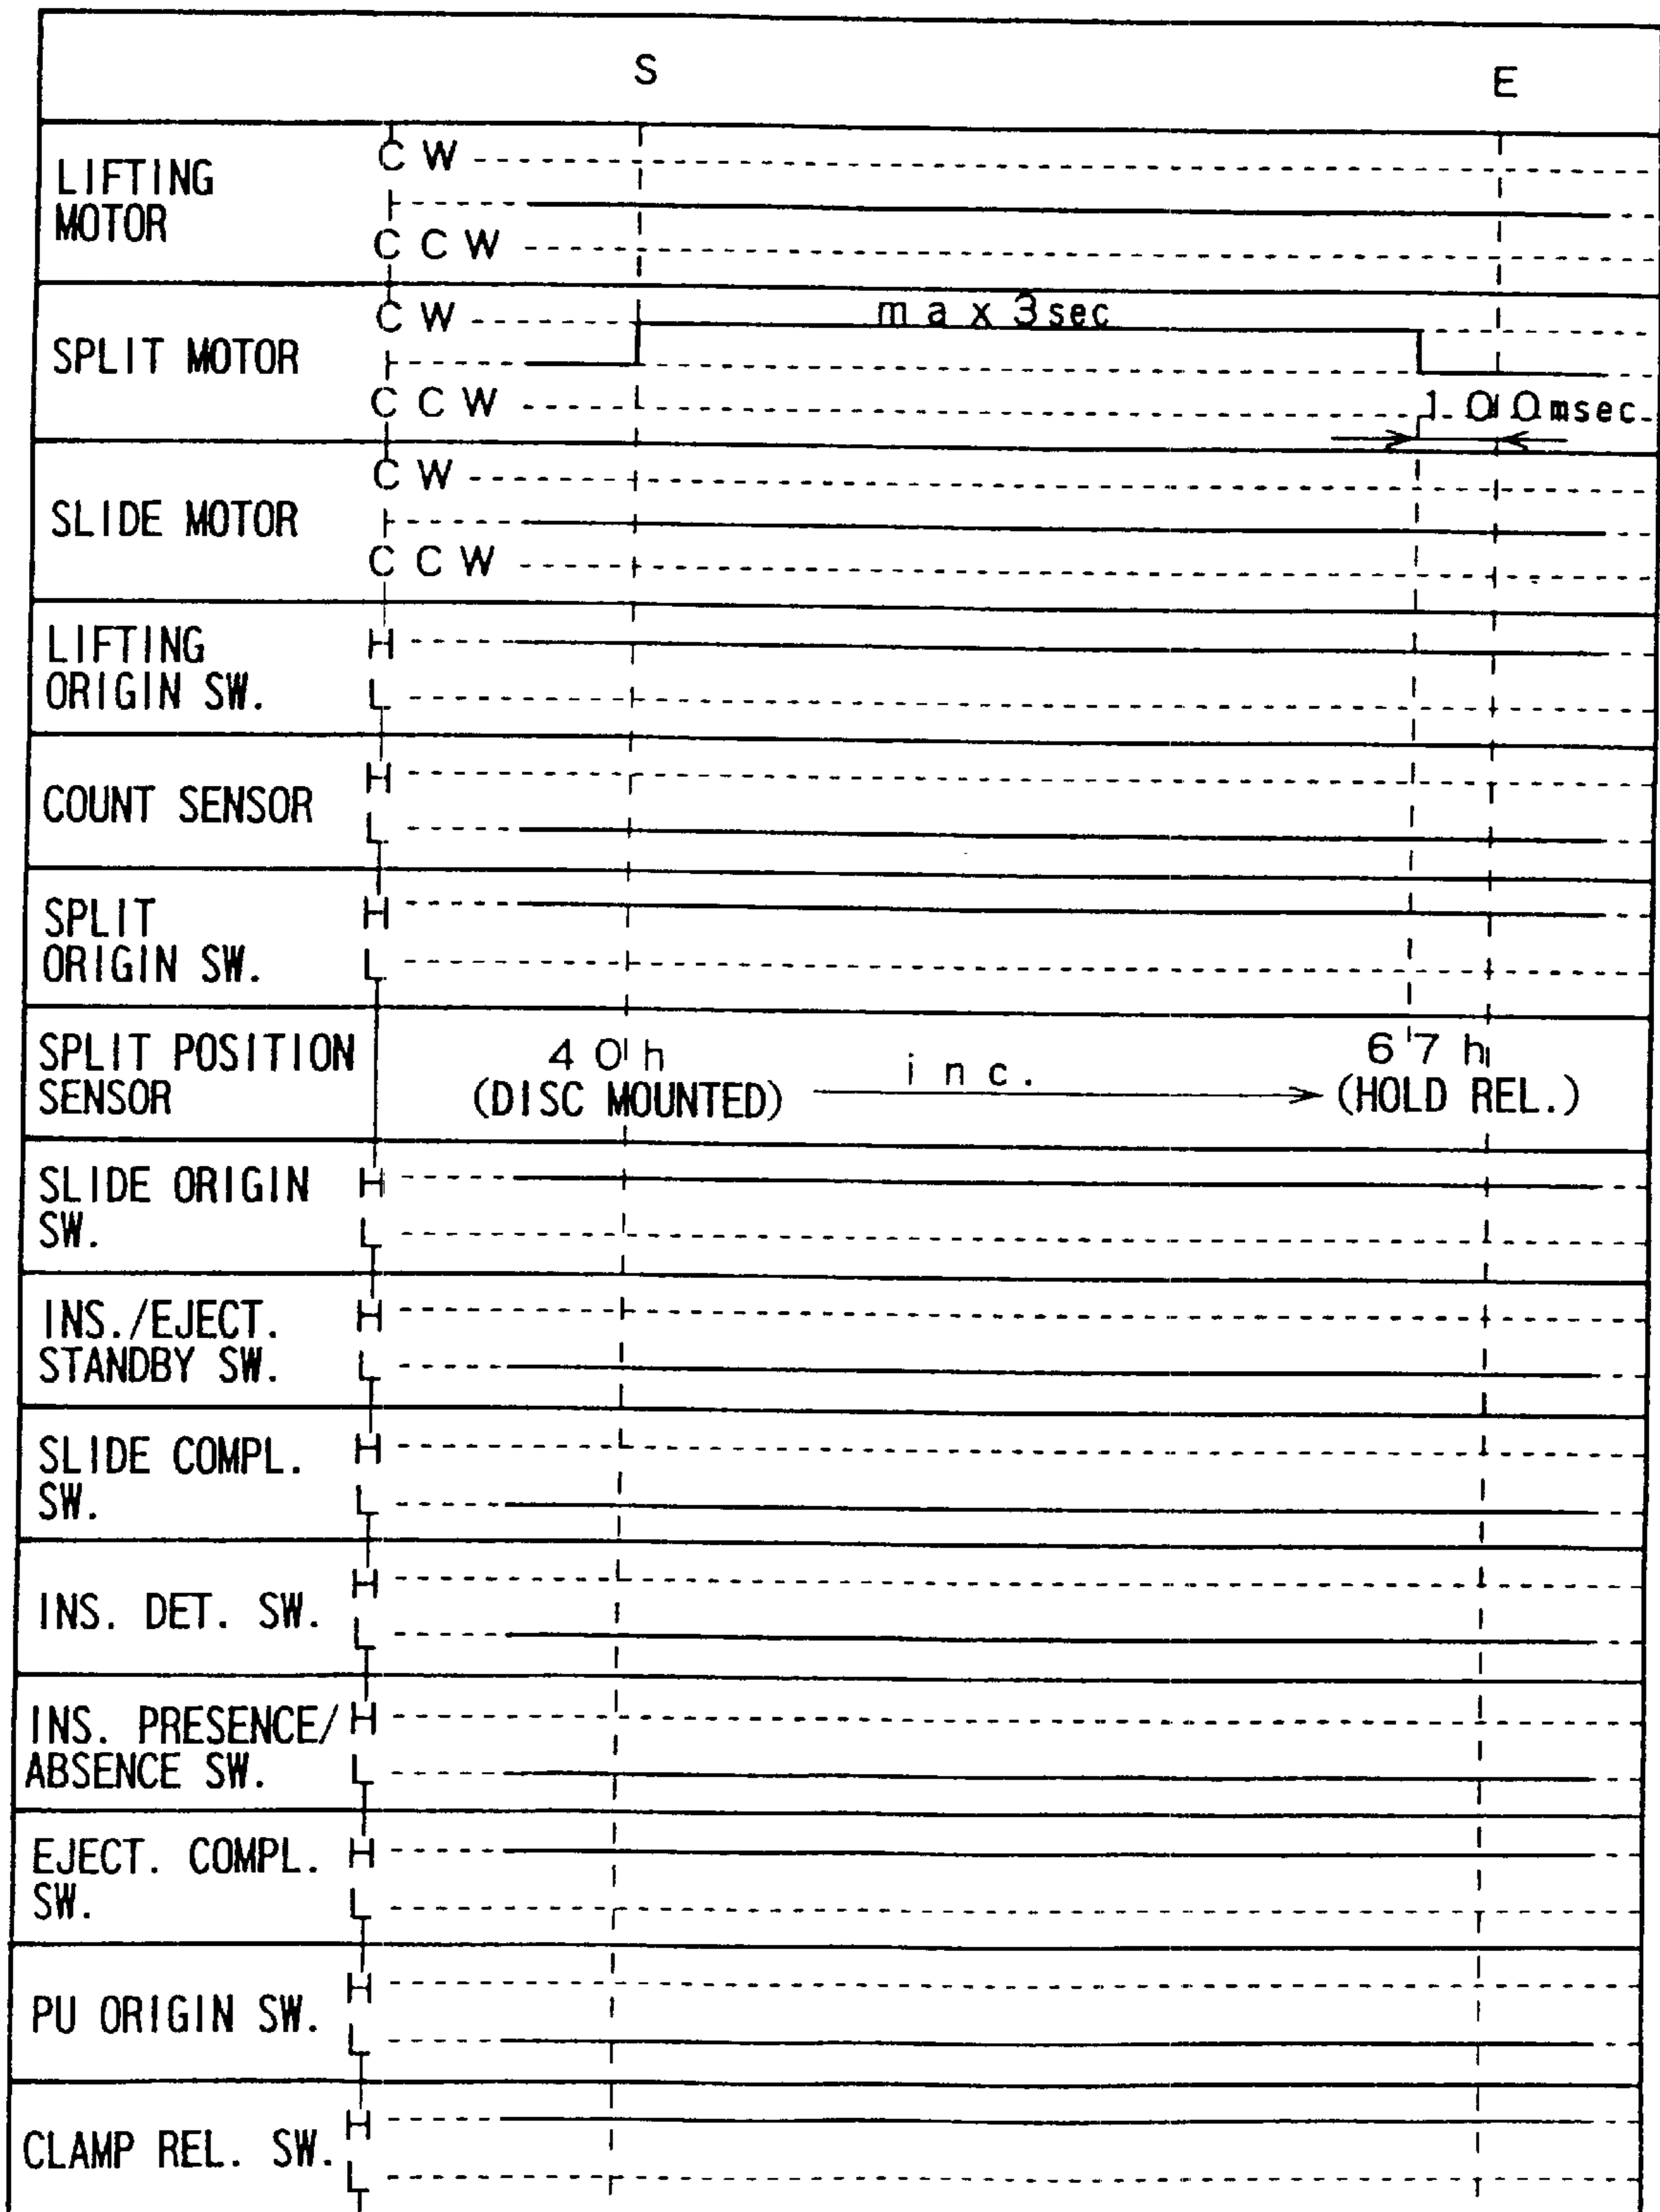 S
E
LIFTING
MOTOR
CW
CCW
SPLIT MOTOR
CW
max 3sec
CCW
100msec
SLIDE MOTOR
CW
CCW
LIFTING
ORIGIN SW.
H
L
COUNT SENSOR
H
L
SPLIT
ORIGIN SW.
H
L
SPLIT POSITION
SENSOR
40h
(DISC MOUNTED)
inc.
67h
(HOLD REL.)
SLIDE ORIGIN
SW.
H
L
INS./EJECT.
STANDBY SW.
H
L
SLIDE COMPL.
SW.
H
L
INS. DET. SW.
H
L
INS. PRESENCE/
ABSENCE SW.
H
L
EJECT. COMPL.
SW.
H
L
PU ORIGIN SW.
H
L
CLAMP REL. SW.
H
L